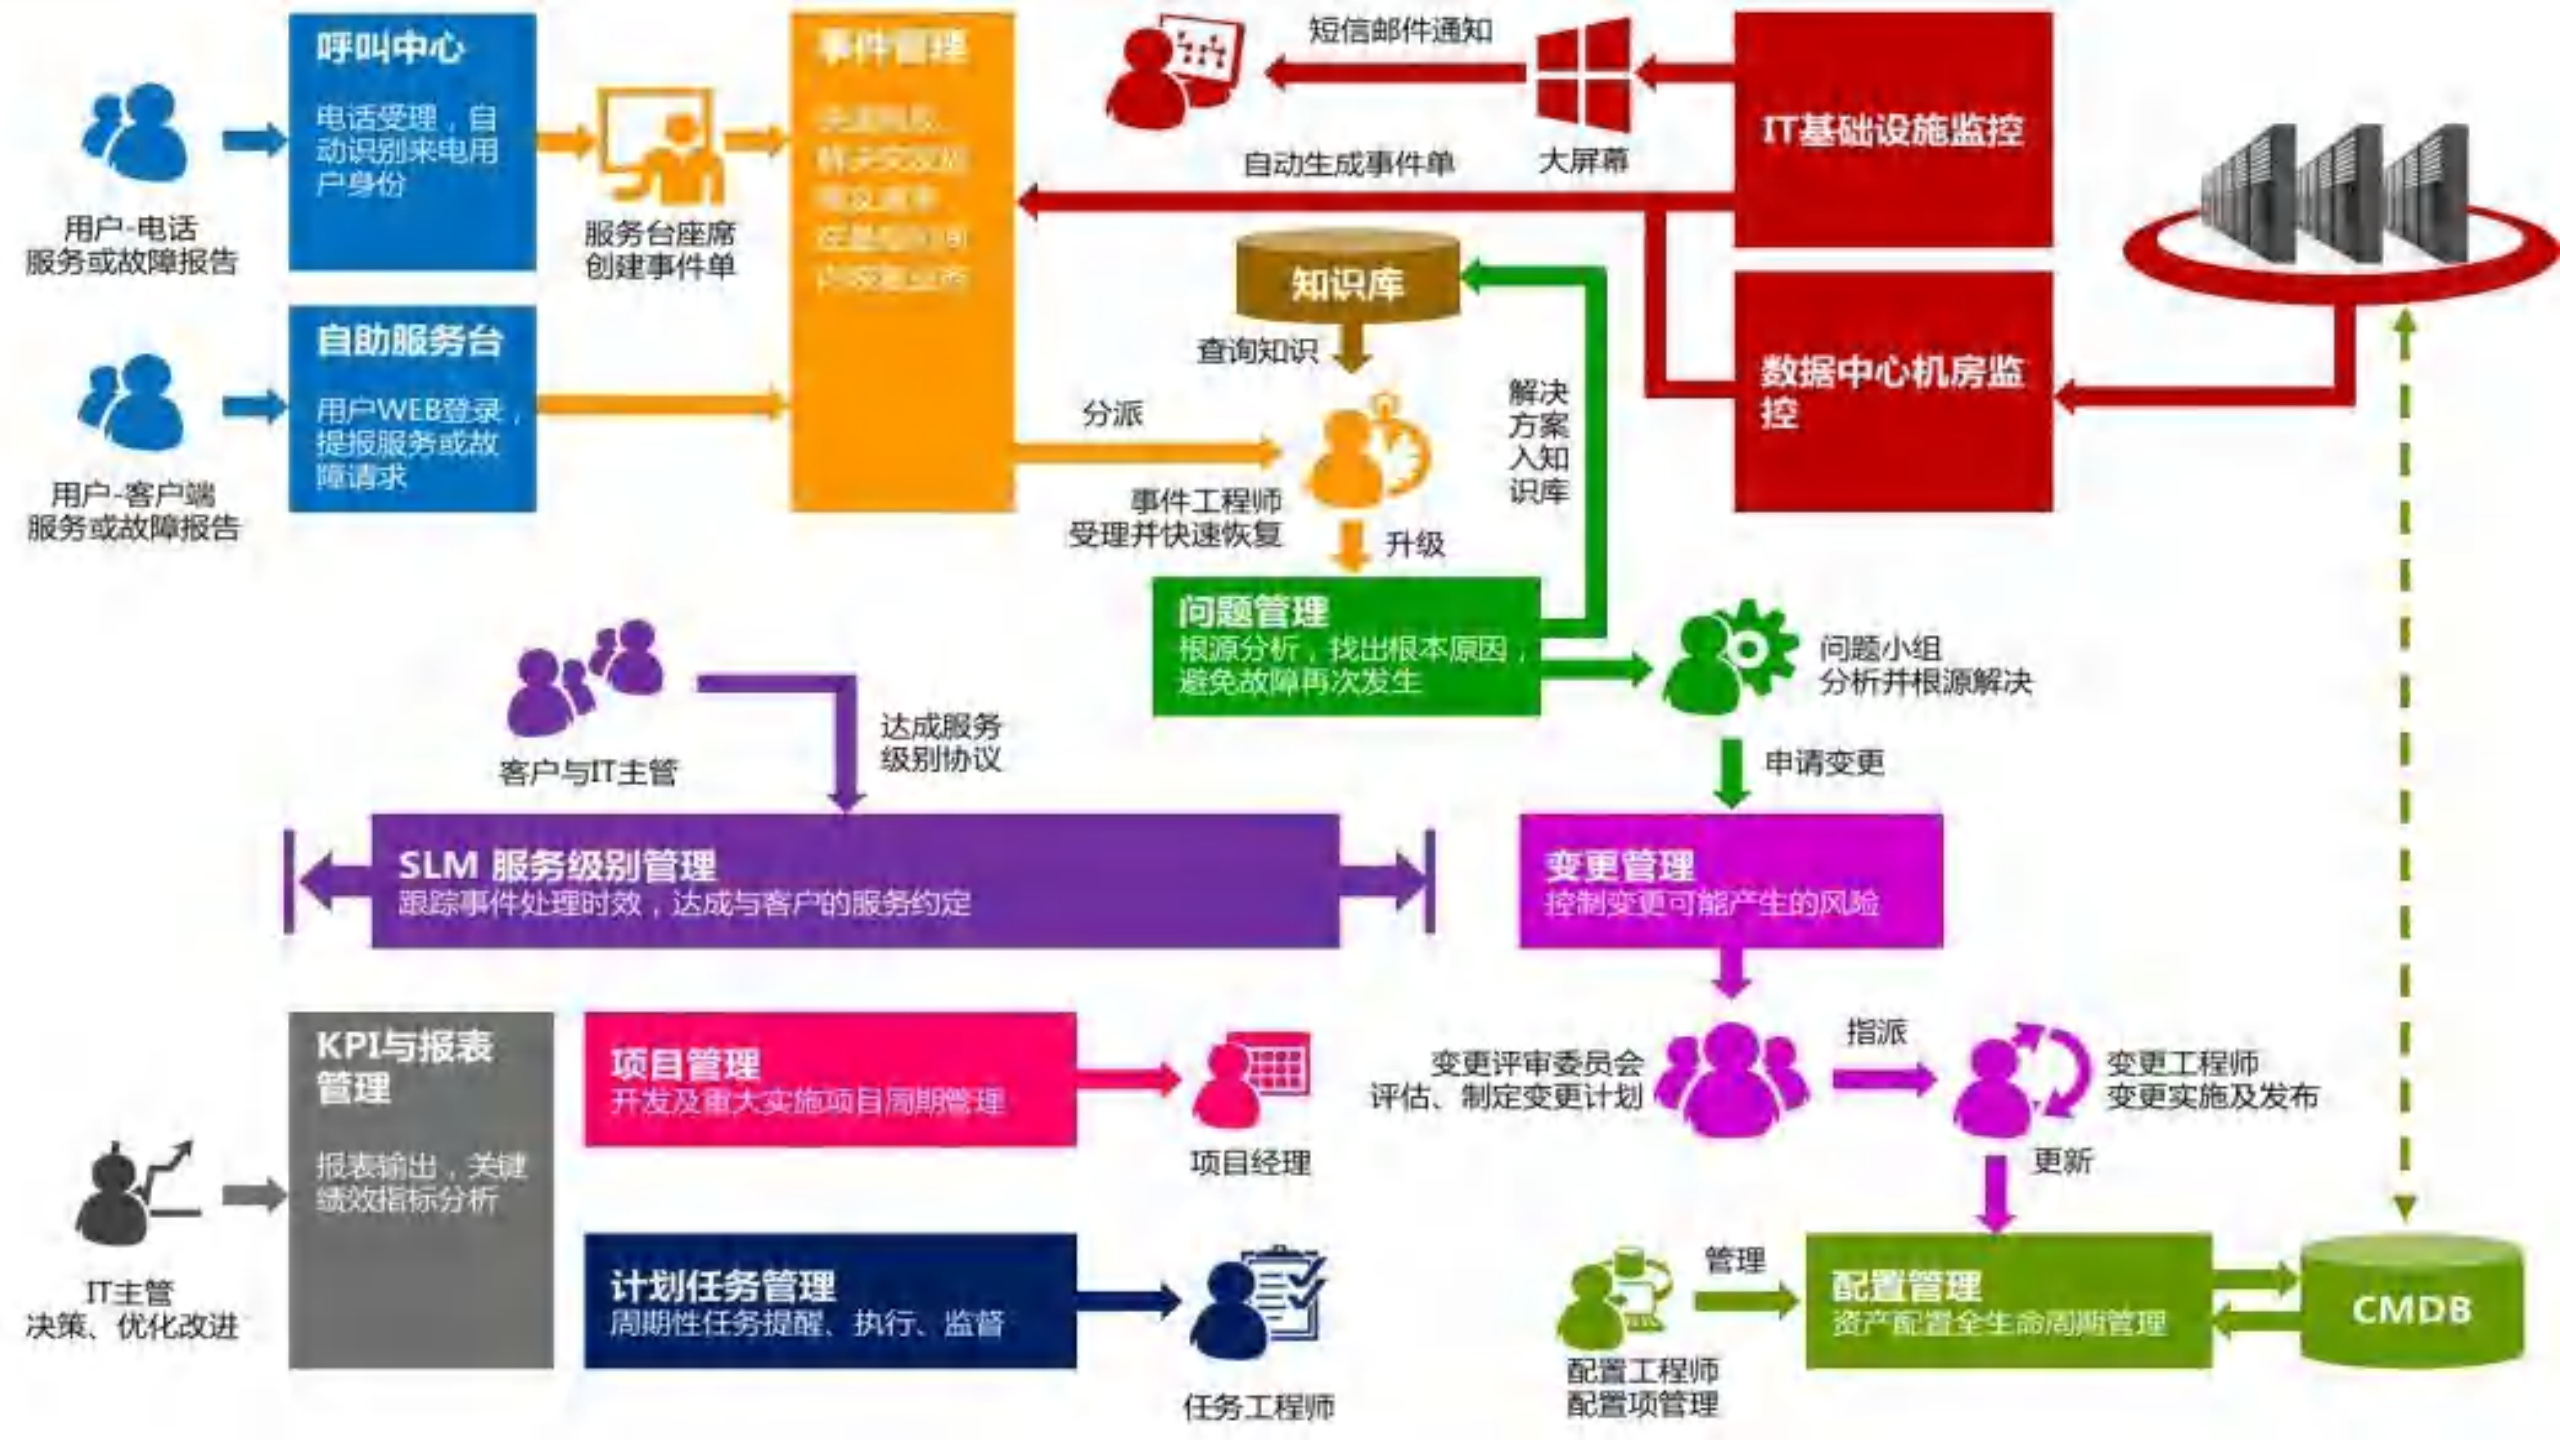 呼叫中心
电话受理，自
动识别来电用
户身份
用户-电话
服务或故障报告
服务台座席
创建事件单
事件管理
自助服务台
用户WEB登录，
提报服务或故
障请求
用户-客户端
服务或故障报告
短信邮件通知
大屏幕
自动生成事件单
IT基础设施监控
数据中心机房监
控
知识库
查询知识
分派
事件工程师
受理并快速恢复
升级
解决
方案
入知
识库
问题管理
根源分析，找出根本原因，
避免故障再次发生
问题小组
分析并根源解决
申请变更
客户与IT主管
达成服务
级别协议
SLM 服务级别管理
跟踪事件处理时效，达成与客户的服务约定
变更管理
控制变更可能产生的风险
变更评审委员会
评估、制定变更计划
指派
变更工程师
变更实施及发布
更新
KPI与报表
管理
报表输出，关键
绩效指标分析
IT主管
决策、优化改进
项目管理
开发及重大实施项目周期管理
项目经理
计划任务管理
周期性任务提醒、执行、监督
任务工程师
管理
配置工程师
配置项管理
配置管理
资产配置全生命周期管理
CMDB